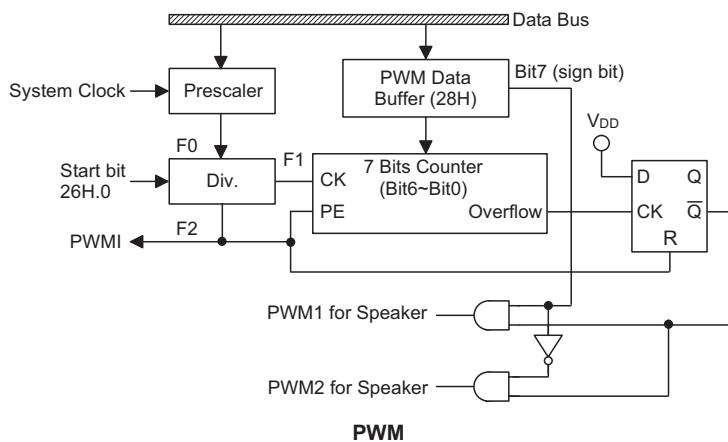 Data Bus
System Clock
Prescaler
PWM Data
Buffer (28H)
Bit7 (sign bit)
VDD
F0
F1
Start bit
26H.0
Div.
7 Bits Counter
(Bit6~Bit0)
CK
PE
Overflow
D Q
CK Q̅
R
PWMI
F2
PWM1 for Speaker
PWM2 for Speaker
PWM